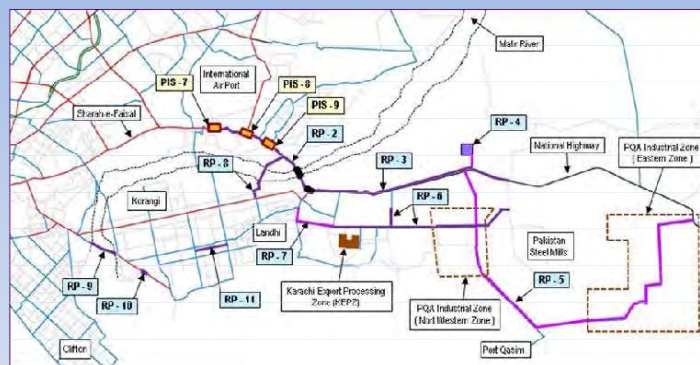 Malir River
International
Air Port
PIS - 7
PIS - 8
PIS - 9
RP - 2
Sharah-e-Faisal
RP - 4
National Highway
PQA Industrial Zone
( Eastern Zone )
RP - 8
RP - 3
Korangi
RP - 6
Landhi
RP - 7
Pakistan
Steel Mills
RP - 9
RP - 10
RP - 11
Karachi Export Processing
Zone (KEPZ)
RP - 5
PQA Industrial Zone
( Nort Western Zone )
Clifton
Port Qasim